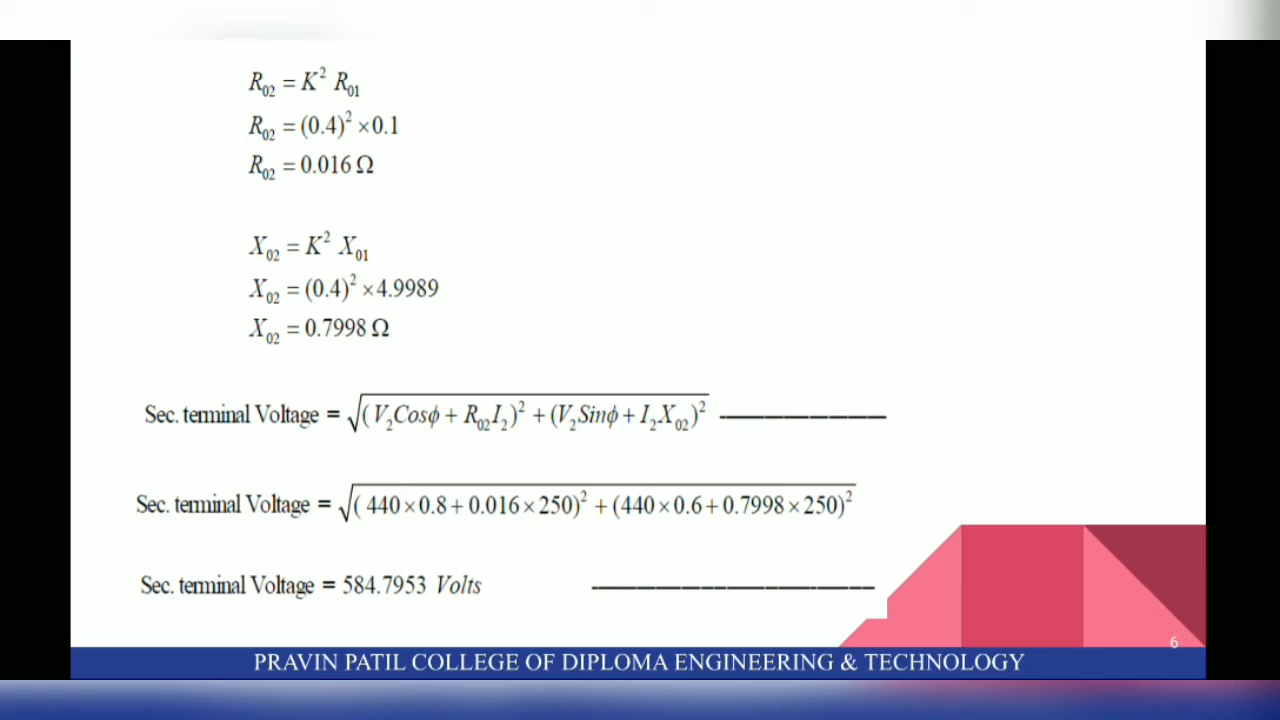 R₀₂ = K² R₀₁
R₀₂ = (0.4)² ×0.1
R₀₂ = 0.016 Ω
X₀₂ = K² X₀₁
X₀₂ = (0.4)² ×4.9989
X₀₂ = 0.7998 Ω
Sec. terminal Voltage = √( V₂Cosϕ + R₀₂I₂)² + (V₂Sinϕ + I₂X₀₂)²
Sec. terminal Voltage = √( 440×0.8 + 0.016×250)² + (440×0.6 + 0.7998×250)²
Sec. terminal Voltage = 584.7953 Volts
6
PRAVIN PATIL COLLEGE OF DIPLOMA ENGINEERING & TECHNOLOGY